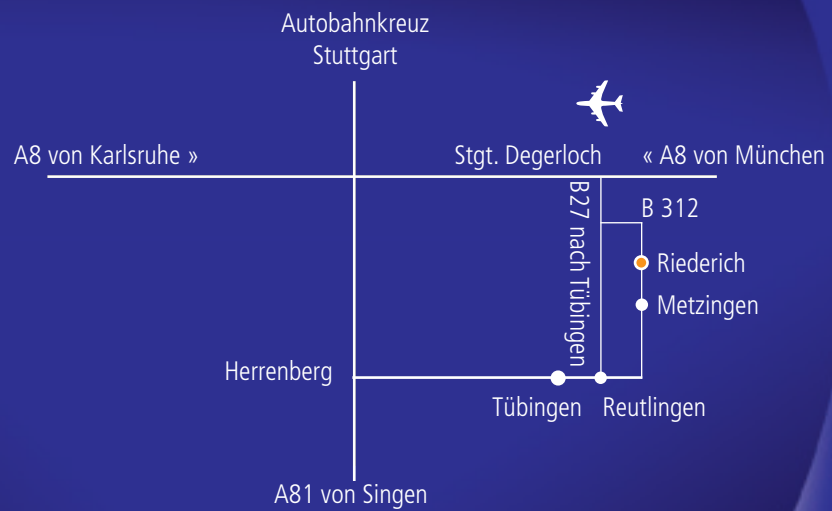 Autobahnkreuz
Stuttgart
A8 von Karlsruhe »
Stgt. Degerloch
« A8 von München
B27 nach Tübingen
B 312
Riederich
Metzingen
Herrenberg
Tübingen
Reutlingen
A81 von Singen